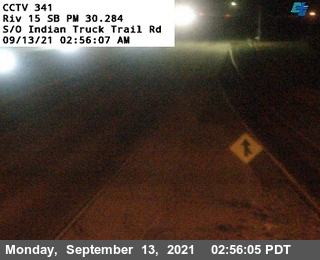 CCTV 341
Riv 15 SB PM 30.284
S/O Indian Truck Trail Rd
09/13/21 02:56:07 AM
Monday, September 13, 2021 02:56:05 PDT